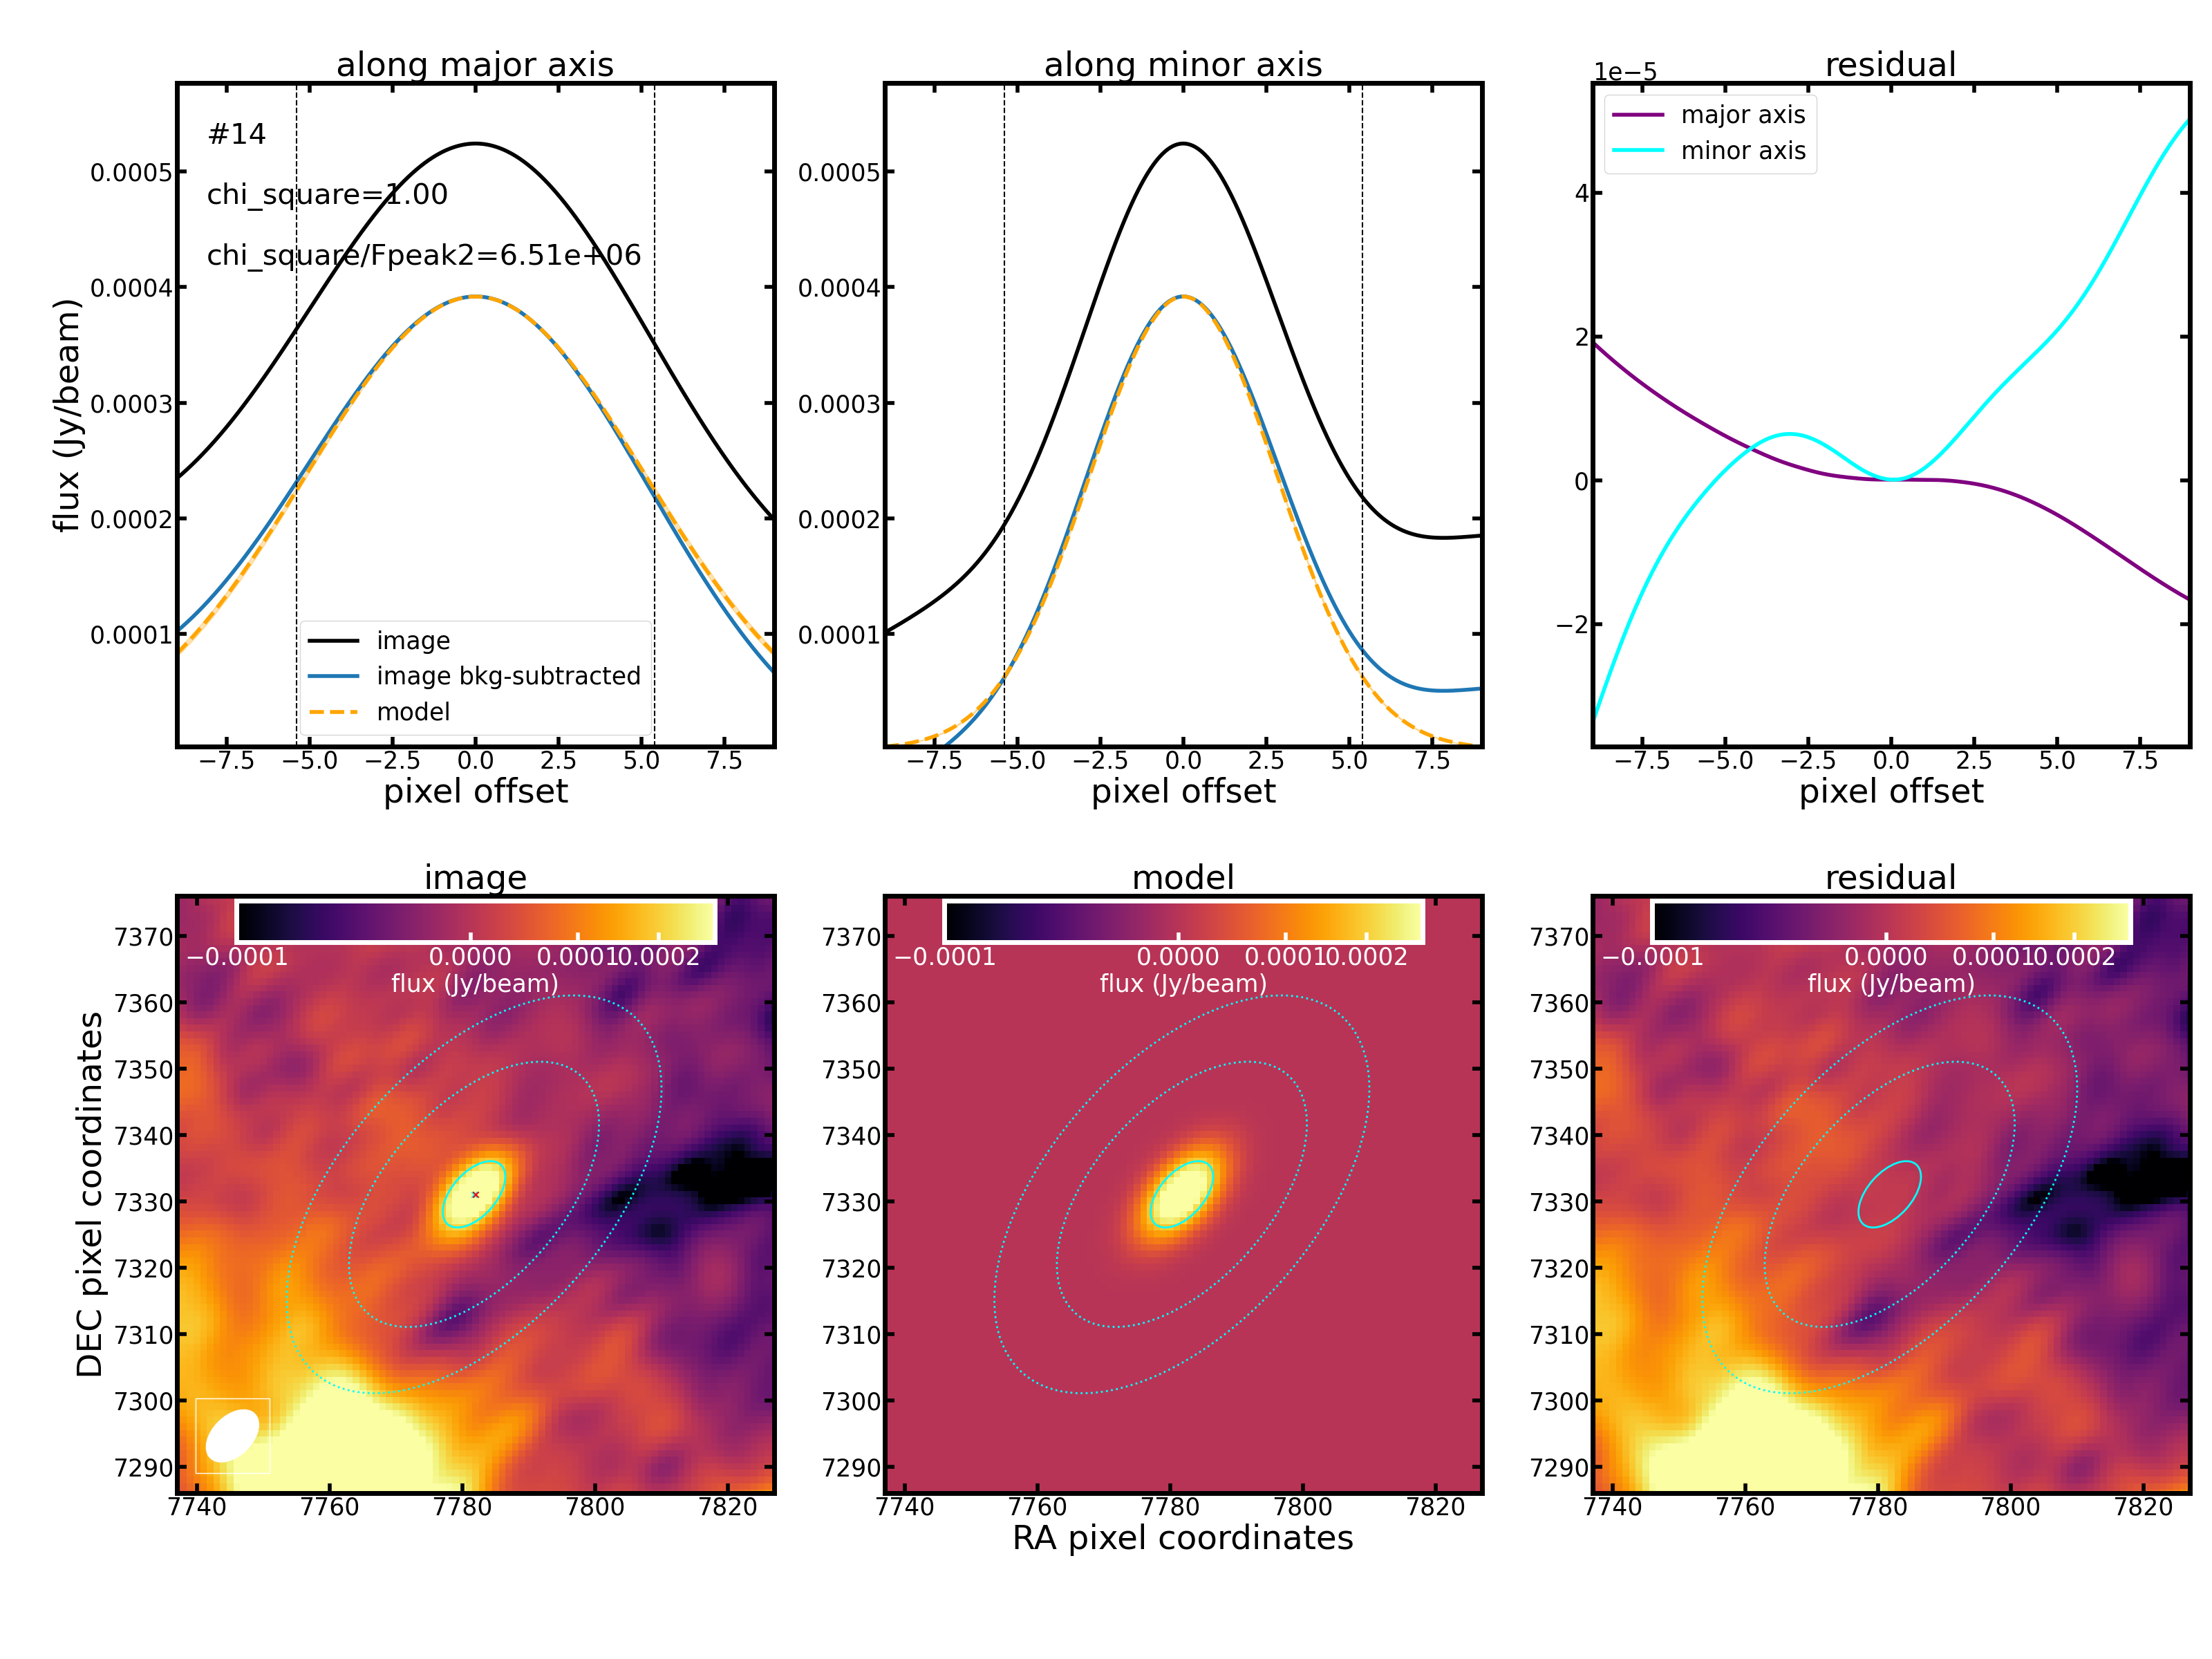 along major axis
#14
chi_square=1.00
chi_square/Fpeak2=6.51e+06
flux (Jy/beam)
0.0005
0.0004
0.0003
0.0002
0.0001
image
image bkg-subtracted
model
−7.5 −5.0 −2.5 0.0 2.5 5.0 7.5
pixel offset
along minor axis
0.0005
0.0004
0.0003
0.0002
0.0001
−7.5 −5.0 −2.5 0.0 2.5 5.0 7.5
pixel offset
residual
1e−5
major axis
minor axis
4
2
0
−2
−7.5 −5.0 −2.5 0.0 2.5 5.0 7.5
pixel offset
image
−0.0001 0.0000 0.0001 0.0002
flux (Jy/beam)
DEC pixel coordinates
7370
7360
7350
7340
7330
7320
7310
7300
7290
7740 7760 7780 7800 7820
model
−0.0001 0.0000 0.0001 0.0002
flux (Jy/beam)
7370
7360
7350
7340
7330
7320
7310
7300
7290
7740 7760 7780 7800 7820
RA pixel coordinates
residual
−0.0001 0.0000 0.0001 0.0002
flux (Jy/beam)
7370
7360
7350
7340
7330
7320
7310
7300
7290
7740 7760 7780 7800 7820